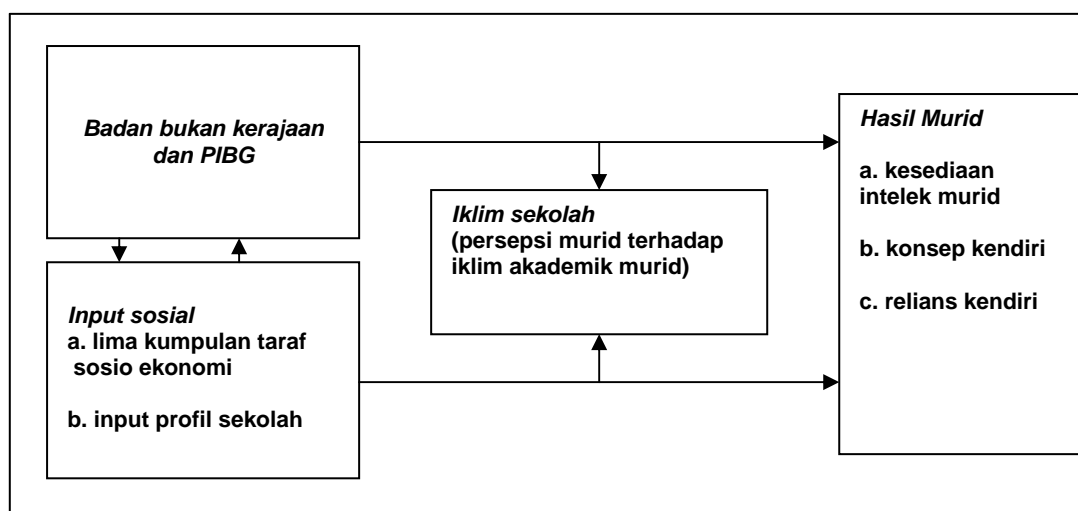 Badan bukan kerajaan
dan PIBG
Input sosial
a. lima kumpulan taraf
sosio ekonomi
b. input profil sekolah
Iklim sekolah
(persepsi murid terhadap
iklim akademik murid)
Hasil Murid
a. kesediaan
intelek murid
b. konsep kendiri
c. relians kendiri